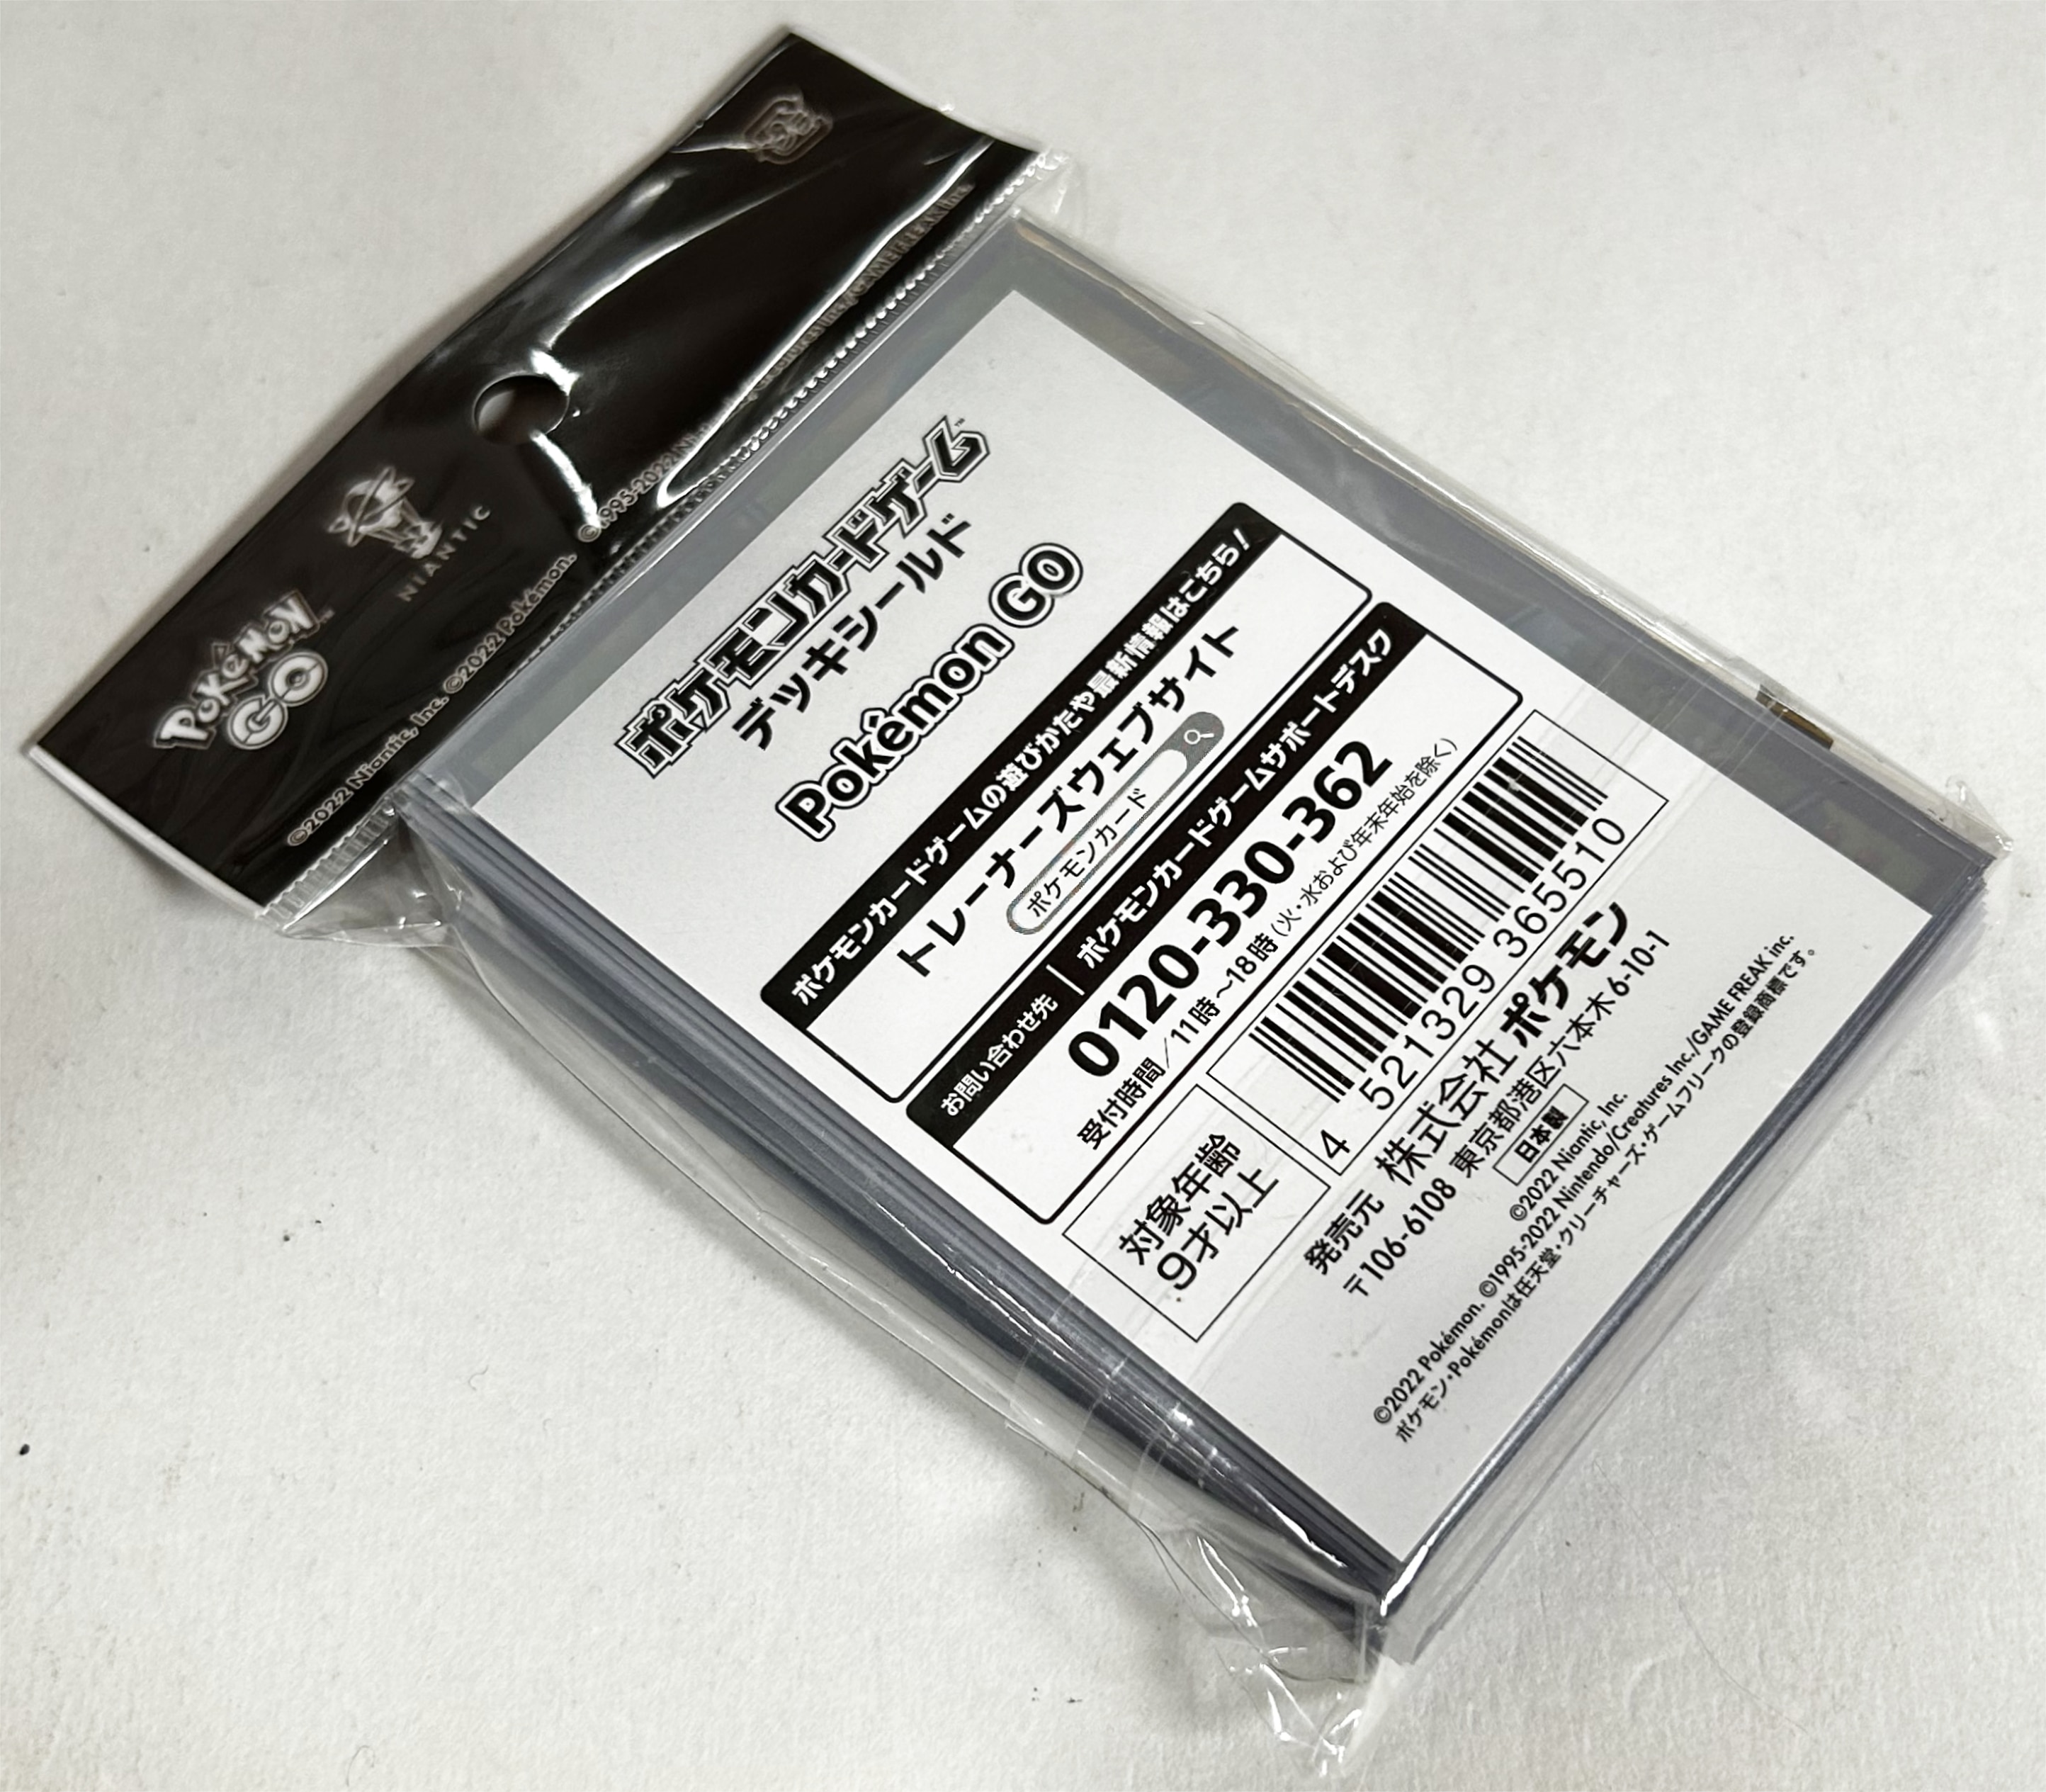 Pokémon GO
NIANTIC
©2022 Niantic, Inc. ©2022 Pokémon.
ポケモンカードゲーム™
デッキシールド
Pokémon GO
ポケモンカードゲームの遊びかたや最新情報はこちら!
トレーナーズウェブサイト
ポケモンカード
お問い合わせ先 | ポケモンカードゲームサポートデスク
0120-330-362
受付時間/11時~18時(火・水および年末年始を除く)
対象年齢
9才以上
4 521329 365510
発売元 株式会社ポケモン
〒106-6108 東京都港区六本木6-10-1
日本製
©2022 Niantic, Inc.
©2022 Pokémon. ©1995-2022 Nintendo/Creatures Inc./GAME FREAK inc.
ポケモン・Pokémonは任天堂・クリーチャーズ・ゲームフリークの登録商標です。